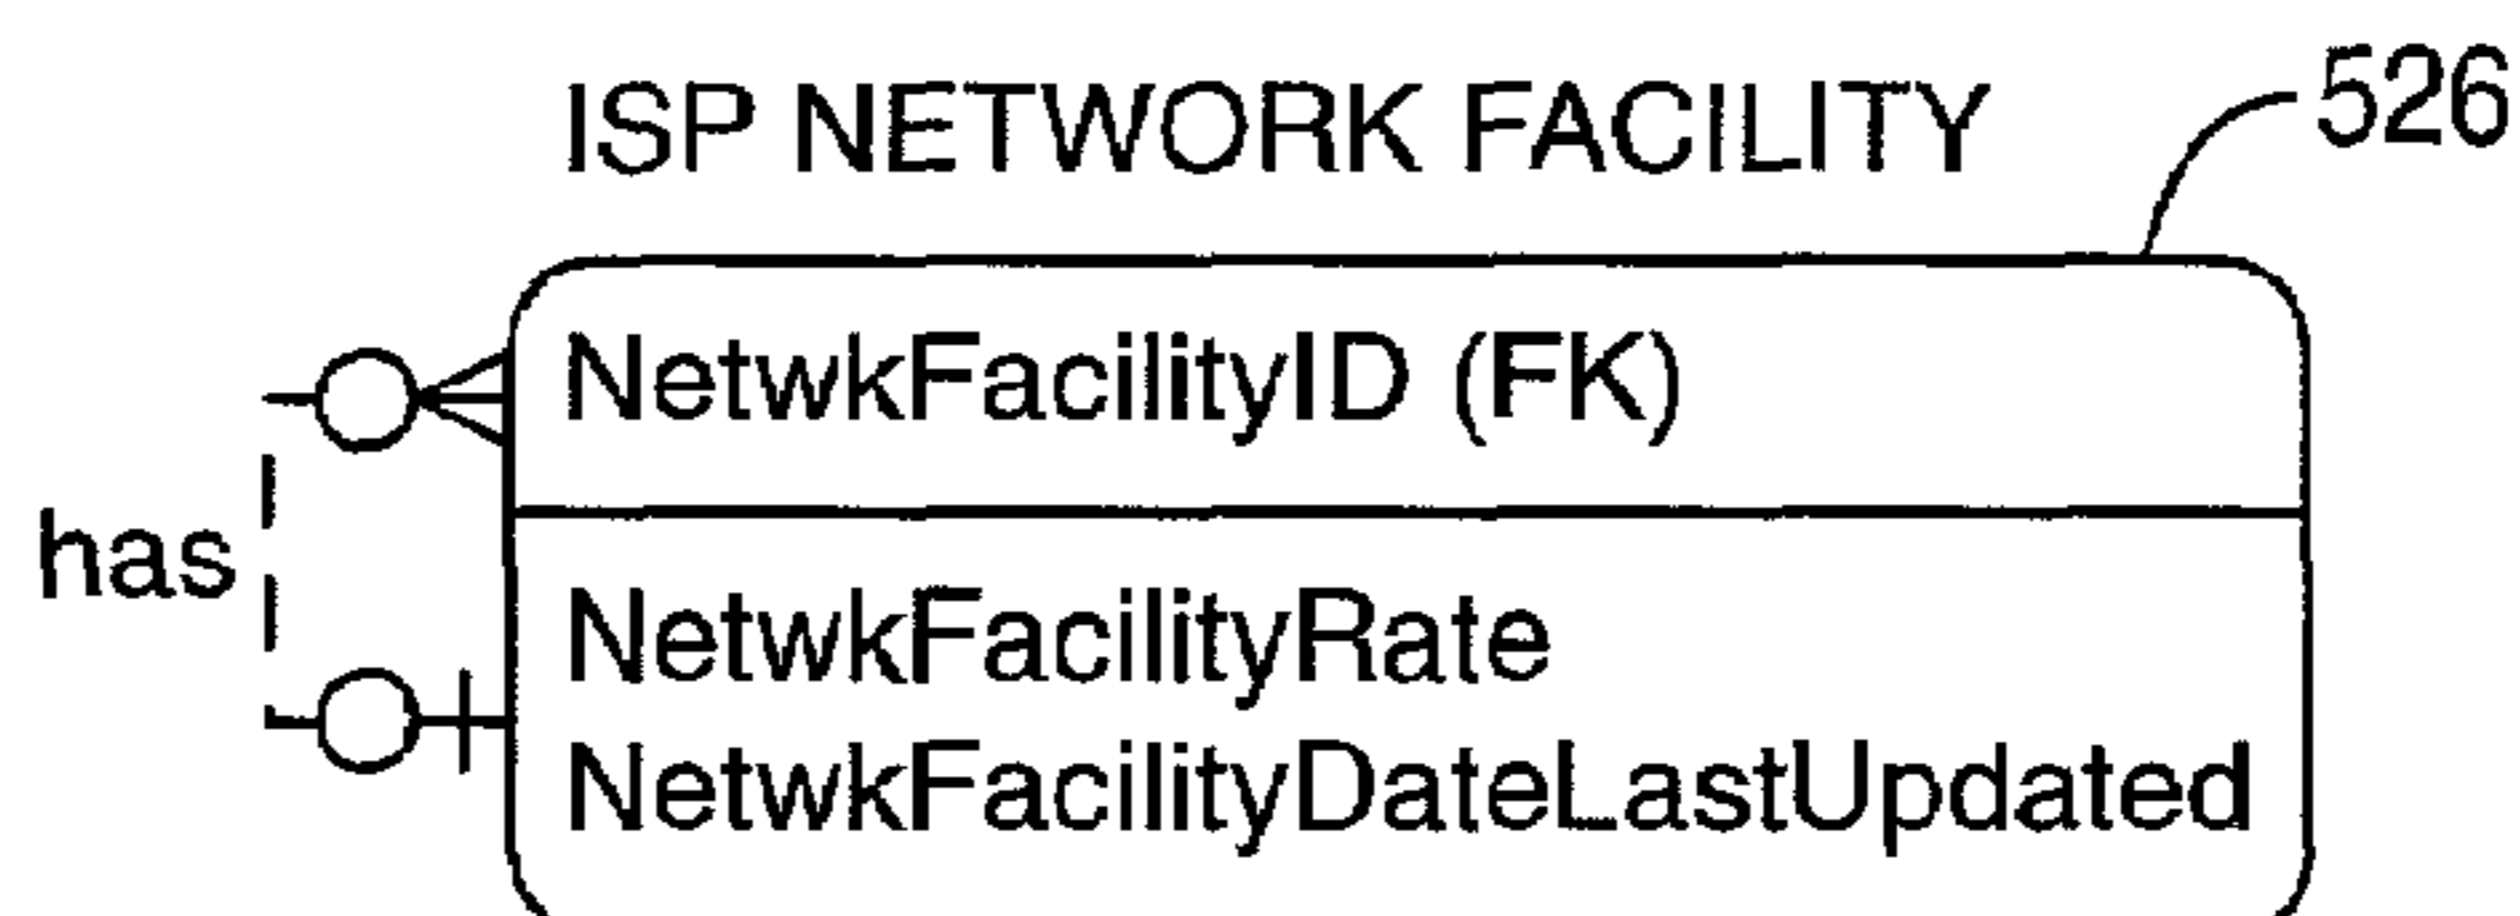 ISP NETWORK FACILITY
526
NetwkFacilityID (FK)
has
NetwkFacilityRate
NetwkFacilityDateLastUpdated